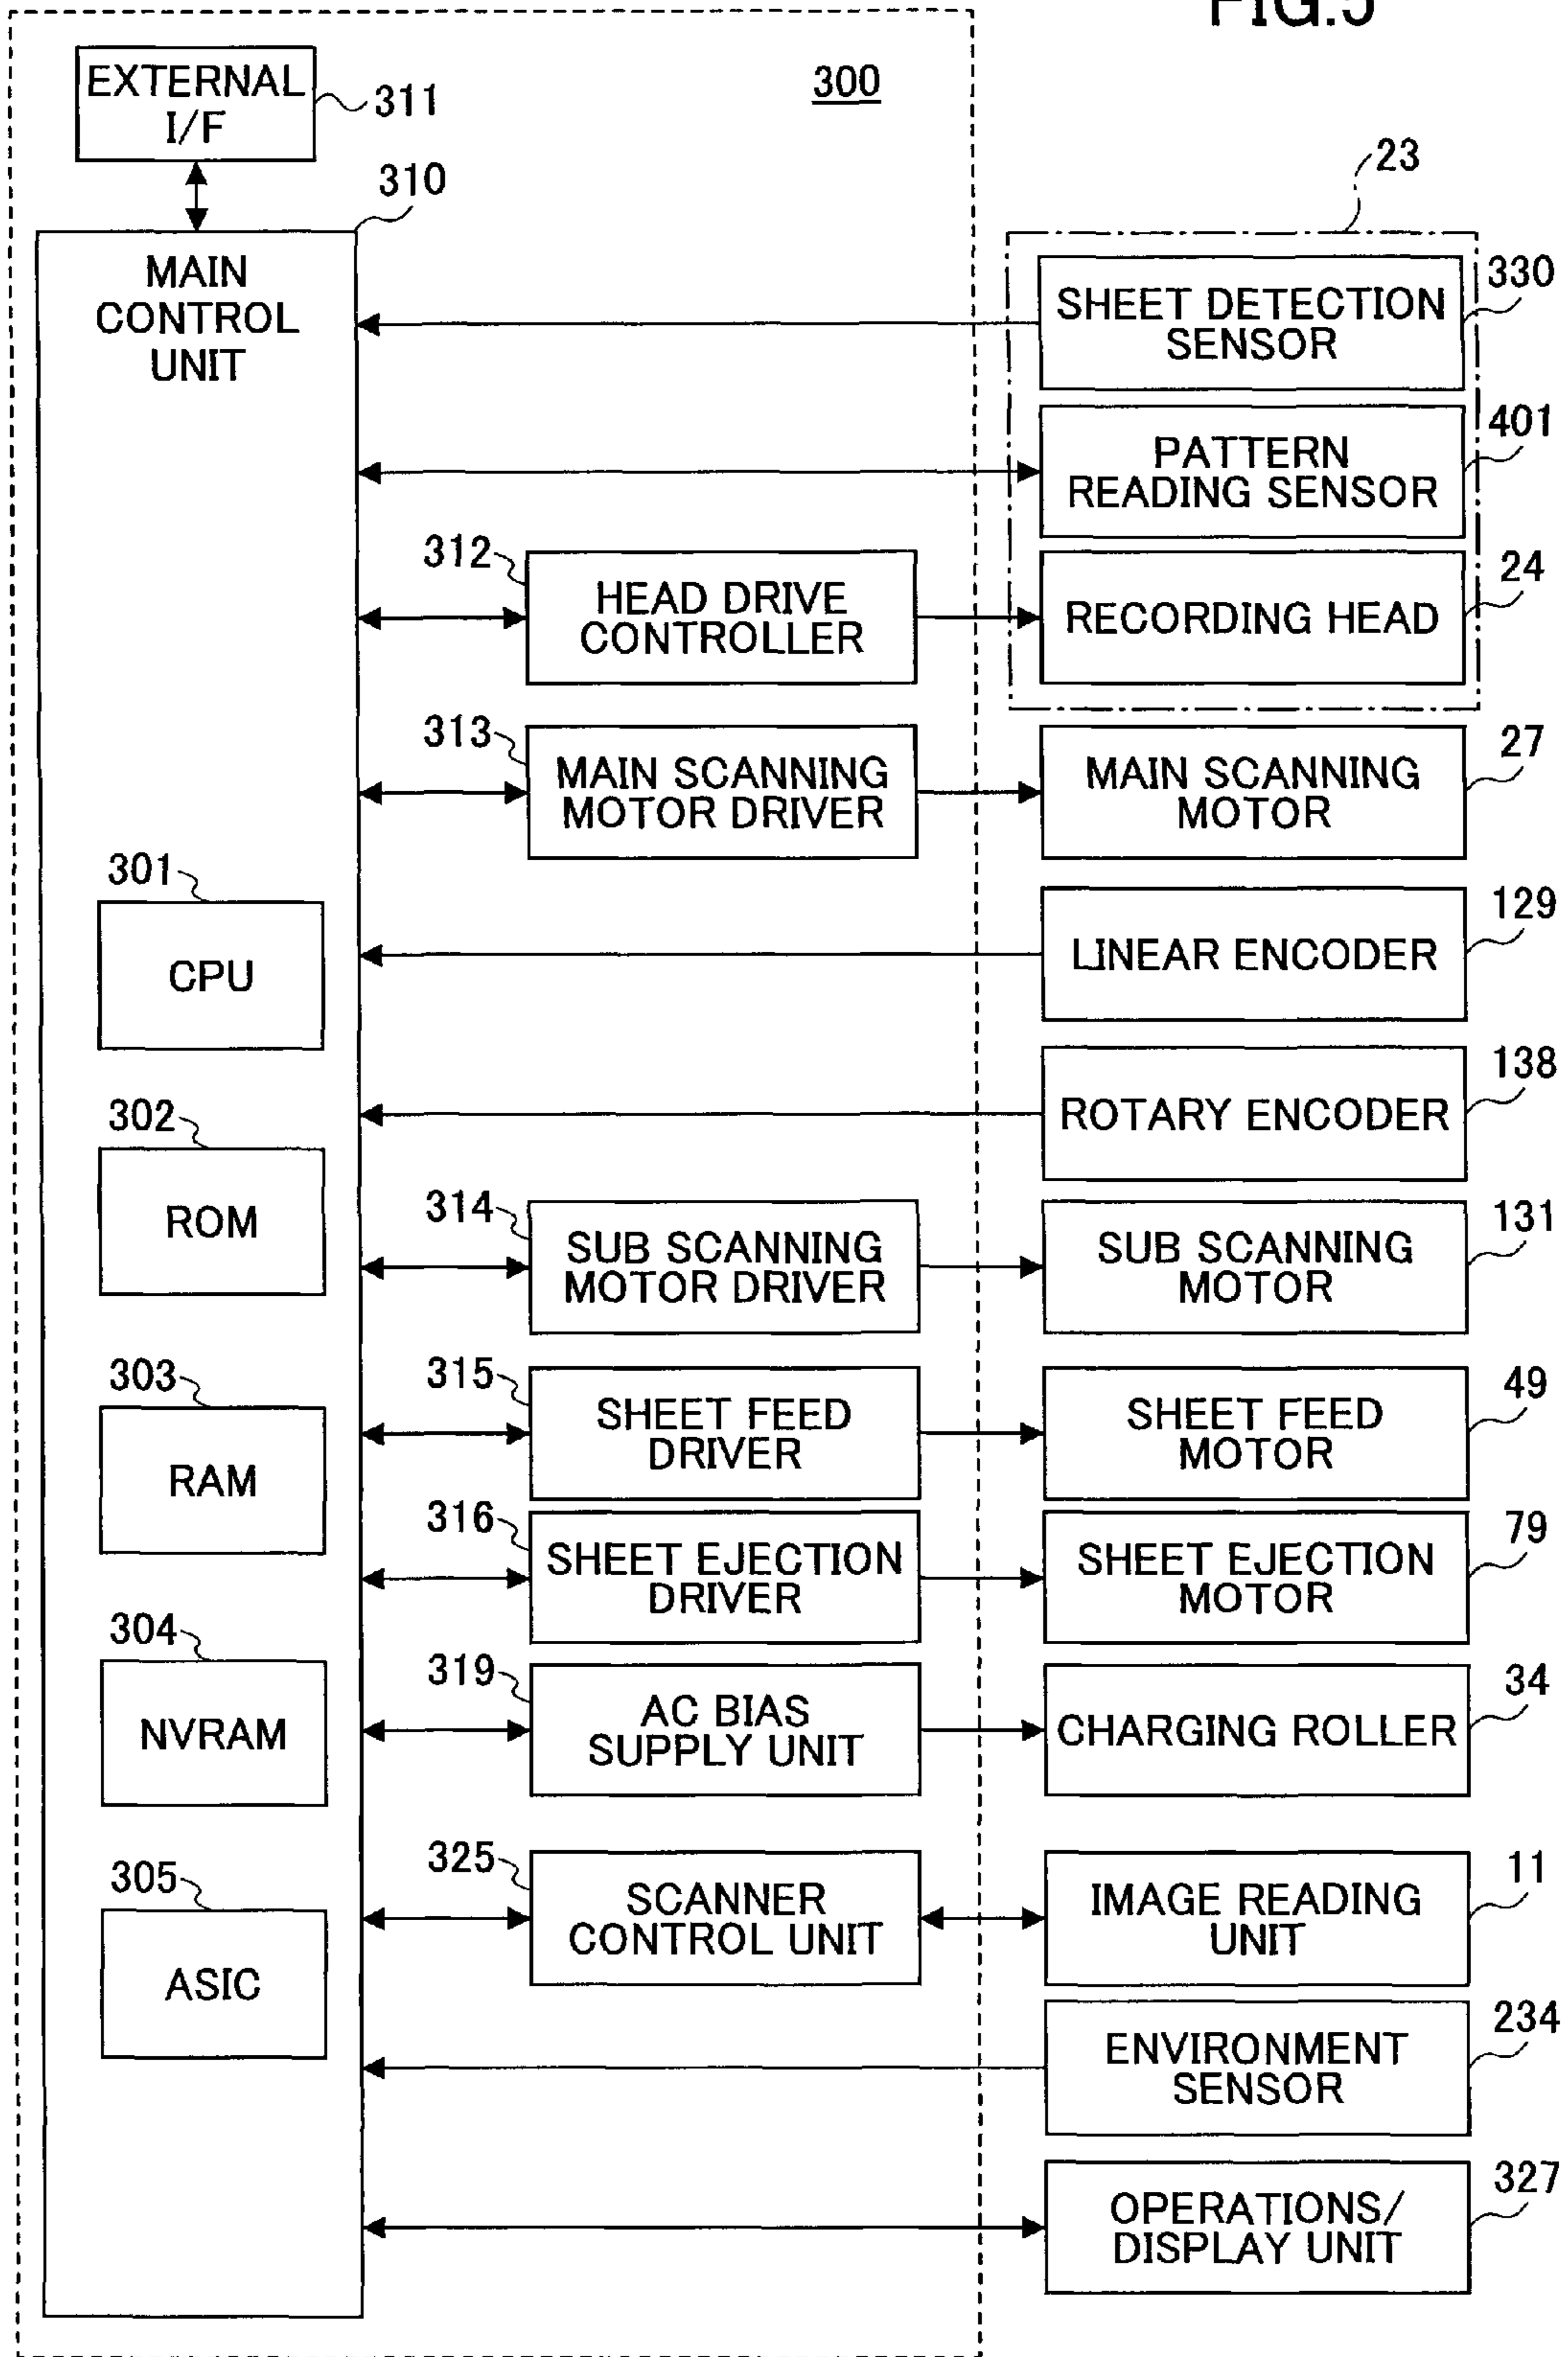 FIG.5
EXTERNAL
I/F
311
300
310
23
MAIN
CONTROL
UNIT
330
SHEET DETECTION
SENSOR
401
PATTERN
READING SENSOR
312
HEAD DRIVE
CONTROLLER
24
RECORDING HEAD
313
MAIN SCANNING
MOTOR DRIVER
27
MAIN SCANNING
MOTOR
301
CPU
129
LINEAR ENCODER
138
ROTARY ENCODER
302
ROM
314
SUB SCANNING
MOTOR DRIVER
131
SUB SCANNING
MOTOR
303
RAM
315
SHEET FEED
DRIVER
49
SHEET FEED
MOTOR
316
SHEET EJECTION
DRIVER
79
SHEET EJECTION
MOTOR
304
NVRAM
319
AC BIAS
SUPPLY UNIT
34
CHARGING ROLLER
305
ASIC
325
SCANNER
CONTROL UNIT
11
IMAGE READING
UNIT
234
ENVIRONMENT
SENSOR
327
OPERATIONS/
DISPLAY UNIT